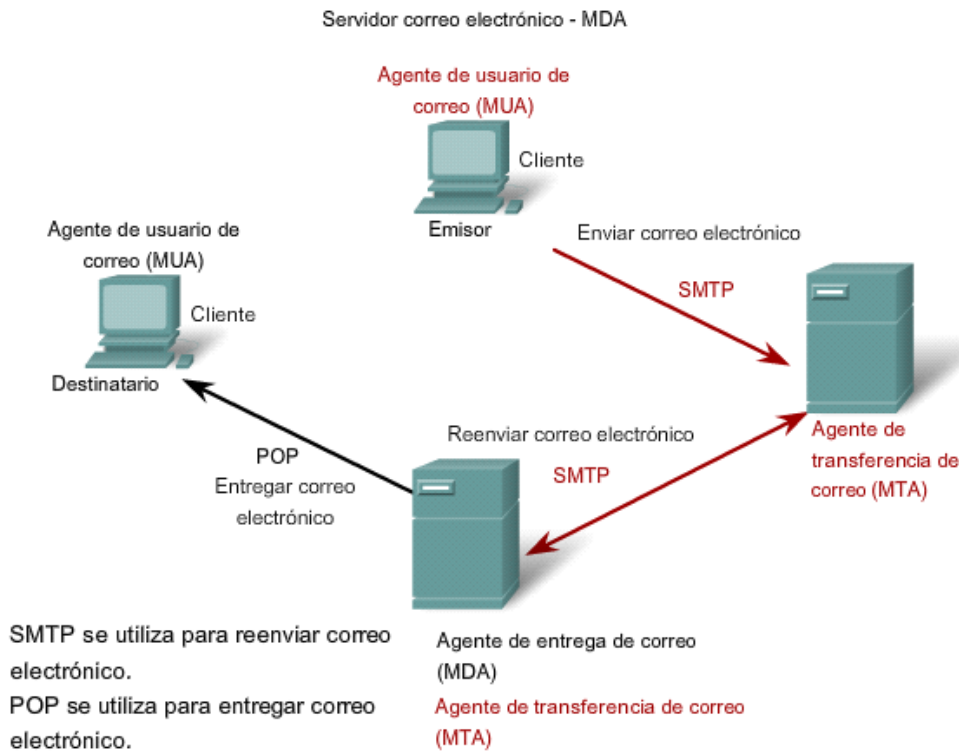 Servidor correo electrónico - MDA
Agente de usuario de
correo (MUA)
Cliente
Emisor
Enviar correo electrónico
SMTP
Agente de usuario de
correo (MUA)
Cliente
Destinatario
Reenviar correo electrónico
SMTP
Agente de
transferencia de
correo (MTA)
POP
Entregar correo
electrónico
SMTP se utiliza para reenviar correo
electrónico.
POP se utiliza para entregar correo
electrónico.
Agente de entrega de correo
(MDA)
Agente de transferencia de correo
(MTA)